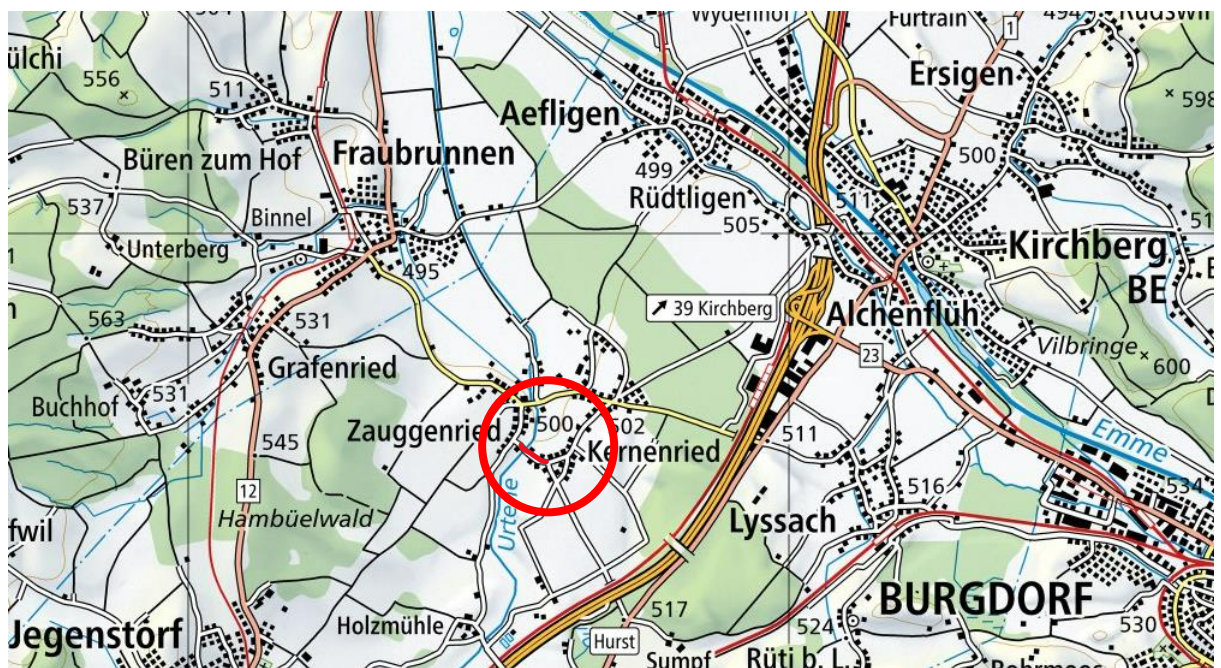 Wydenhof
Furtrain
1
494
ülchi
556
511
Aefligen
Ersigen
598
Büren zum Hof
Fraubrunnen
499
500
Rüdtligen
511
537
Binnel
505
Unterberg
495
Kirchberg
BE
39 Kirchberg
Alchenflüh
563
531
Vilbringe
600
Grafenried
23
Buchhof
531
Zauggenried
500
502
Kernenried
511
Emme
545
516
534
12
Urtene
Hambüelwald
Lyssach
fwil
BURGDORF
517
Jegenstorf
Holzmühle
524
530
Hurst
Sumpf
Rüti b. L.